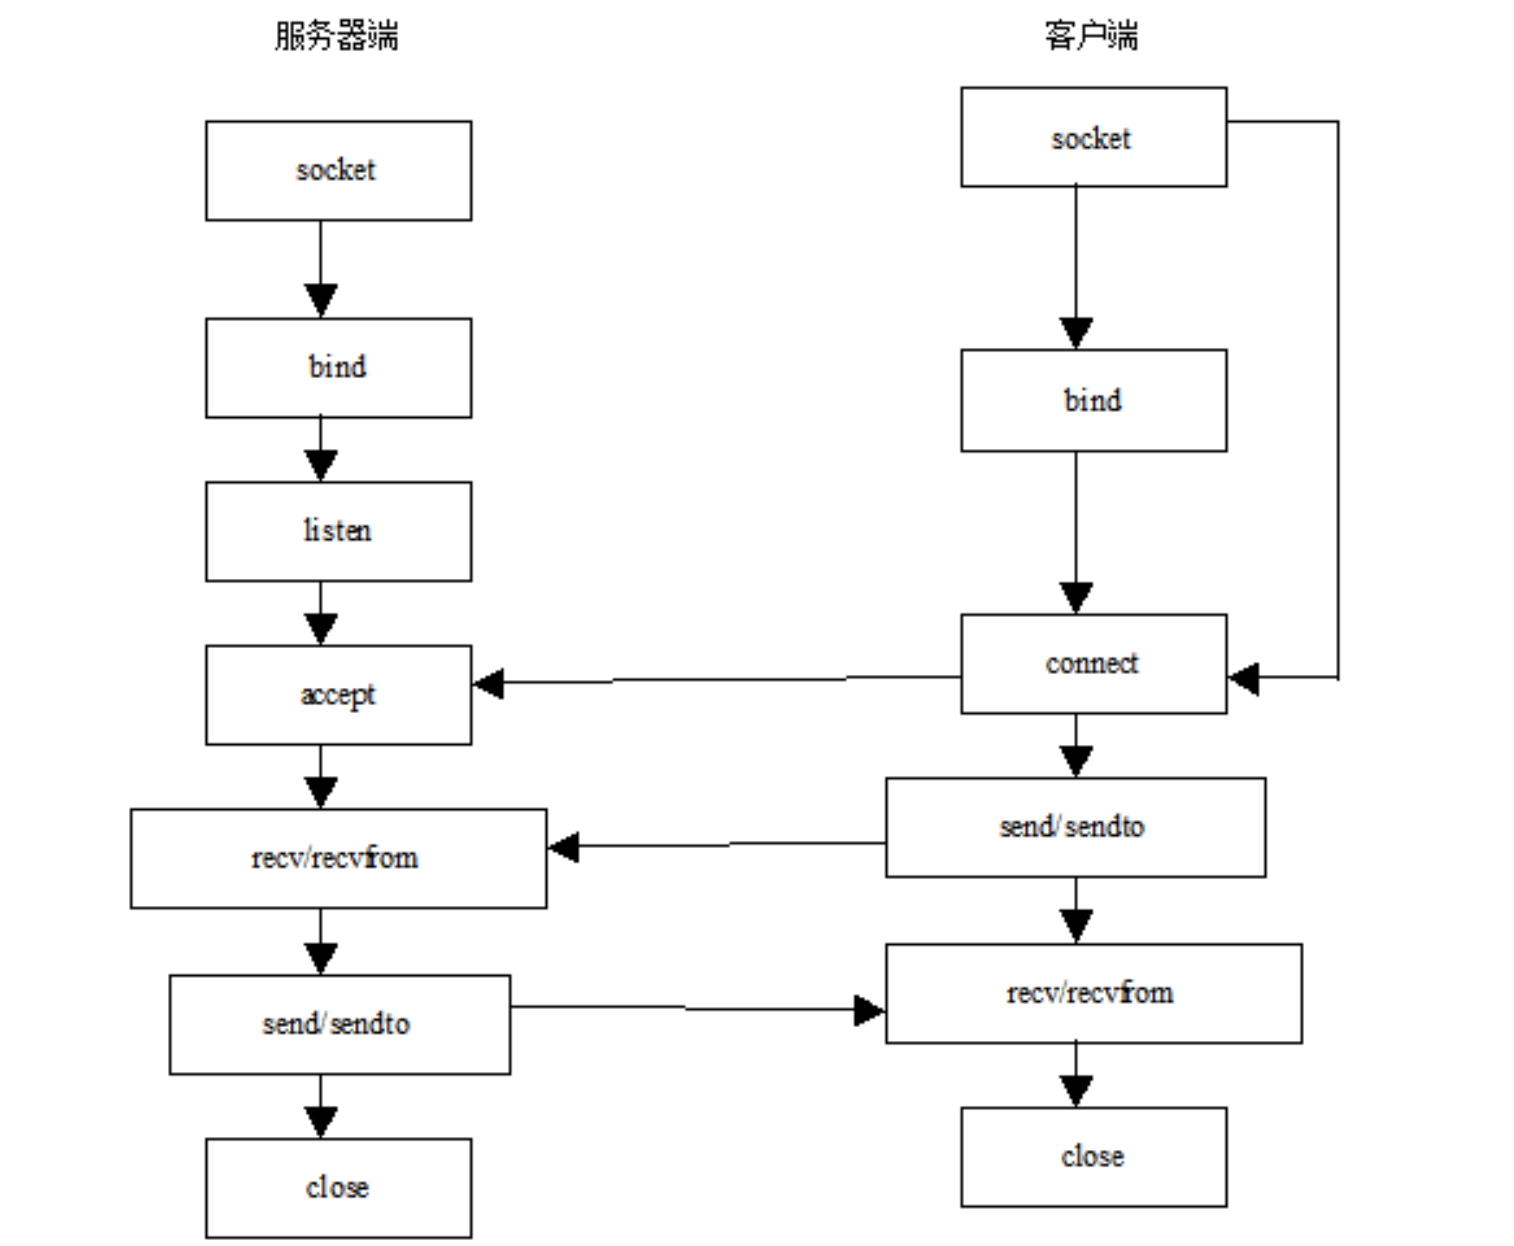 服务器端
客户端
socket
bind
listen
accept
recv/recvfrom
send/sendto
close
socket
bind
connect
send/sendto
recv/recvfrom
close